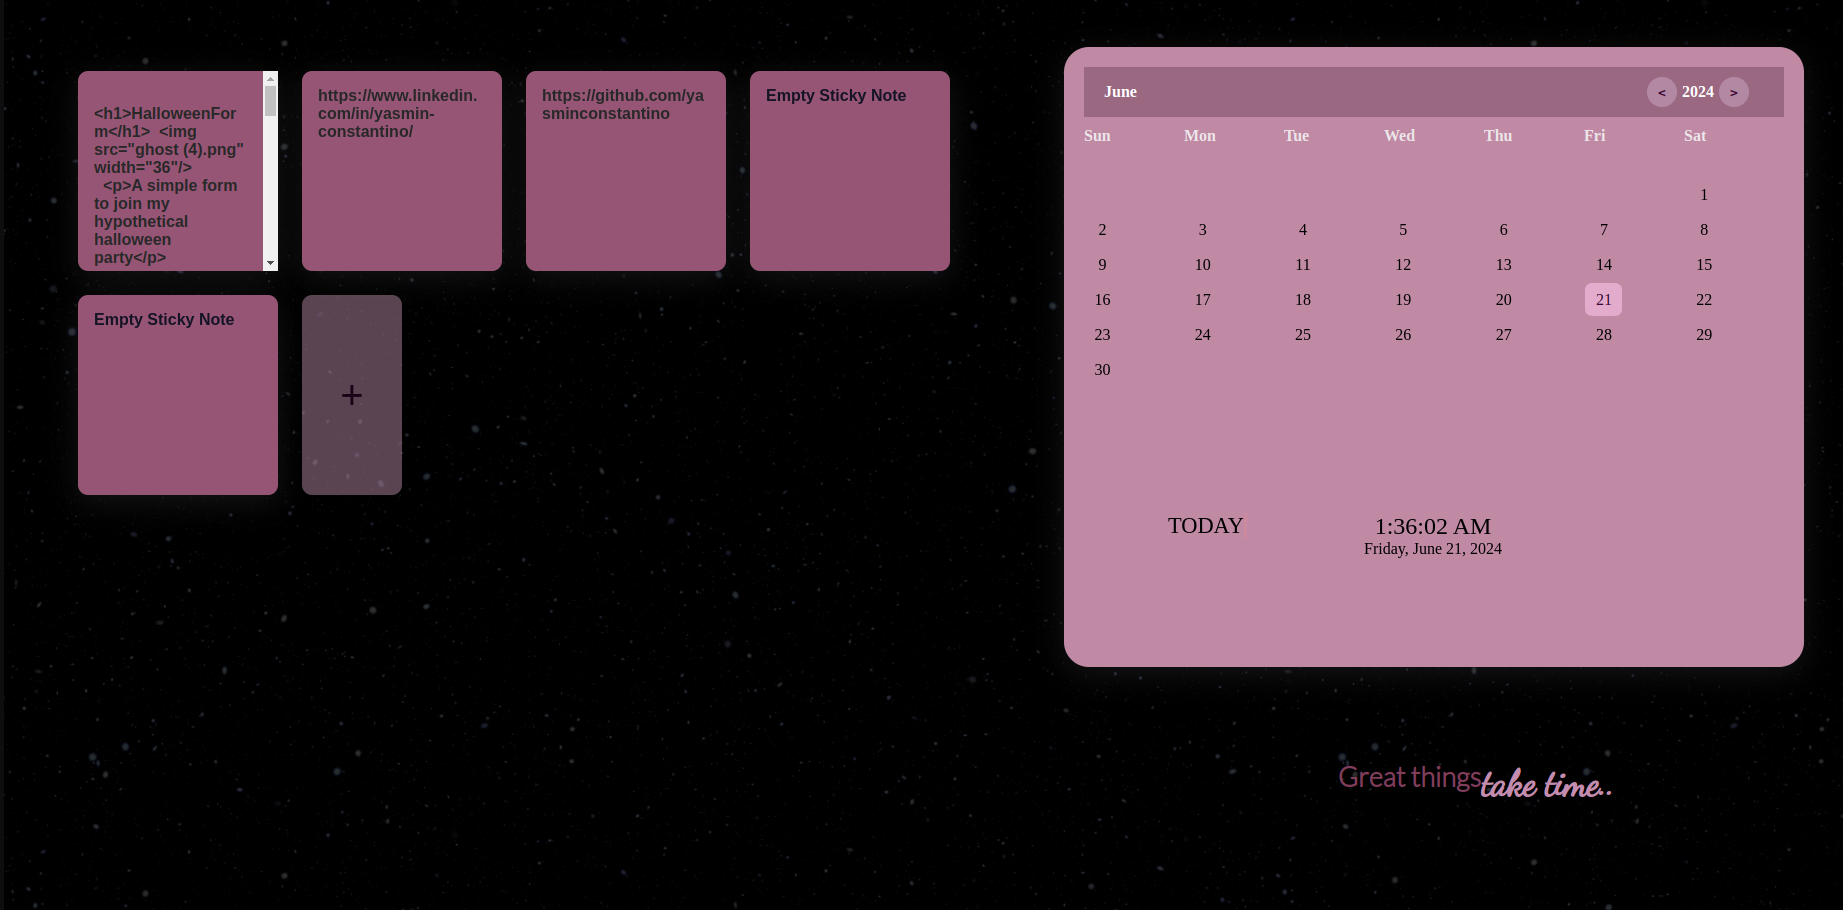 <h1>HalloweenFor
m</h1> <img
src="ghost (4).png"
width="36"/>
<p>A simple form
to join my
hypothetical
halloween
party</p>
https://www.linkedin.
com/in/yasmin-
constantino/
https://github.com/ya
sminconstantino
Empty Sticky Note
Empty Sticky Note
+
June
< 2024 >
Sun Mon Tue Wed Thu Fri Sat
1
2 3 4 5 6 7 8
9 10 11 12 13 14 15
16 17 18 19 20 21 22
23 24 25 26 27 28 29
30
TODAY
1:36:02 AM
Friday, June 21, 2024
Great things take time..